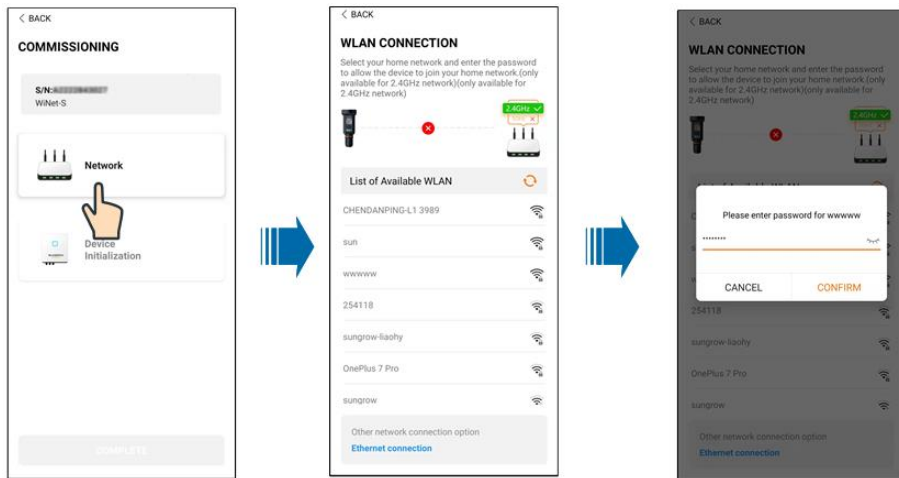 < BACK
COMMISSIONING
S/N:
WiNet-S
Network
Device
Initialization
COMPLETE
< BACK
WLAN CONNECTION
Select your home network and enter the password
to allow the device to join your home network.(only
available for 2.4GHz network)(only available for
2.4GHz network)
2.4GHz
List of Available WLAN
CHENDANPING-L1 3989
sun
wwwww
254118
sungrow-liaohy
OnePlus 7 Pro
sungrow
Other network connection option
Ethernet connection
< BACK
WLAN CONNECTION
Select your home network and enter the password
to allow the device to join your home network.(only
available for 2.4GHz network)(only available for
2.4GHz network)
2.4GHz
Please enter password for wwwww
********
CANCEL
CONFIRM
254118
sungrow-liaohy
OnePlus 7 Pro
sungrow
Other network connection option
Ethernet connection